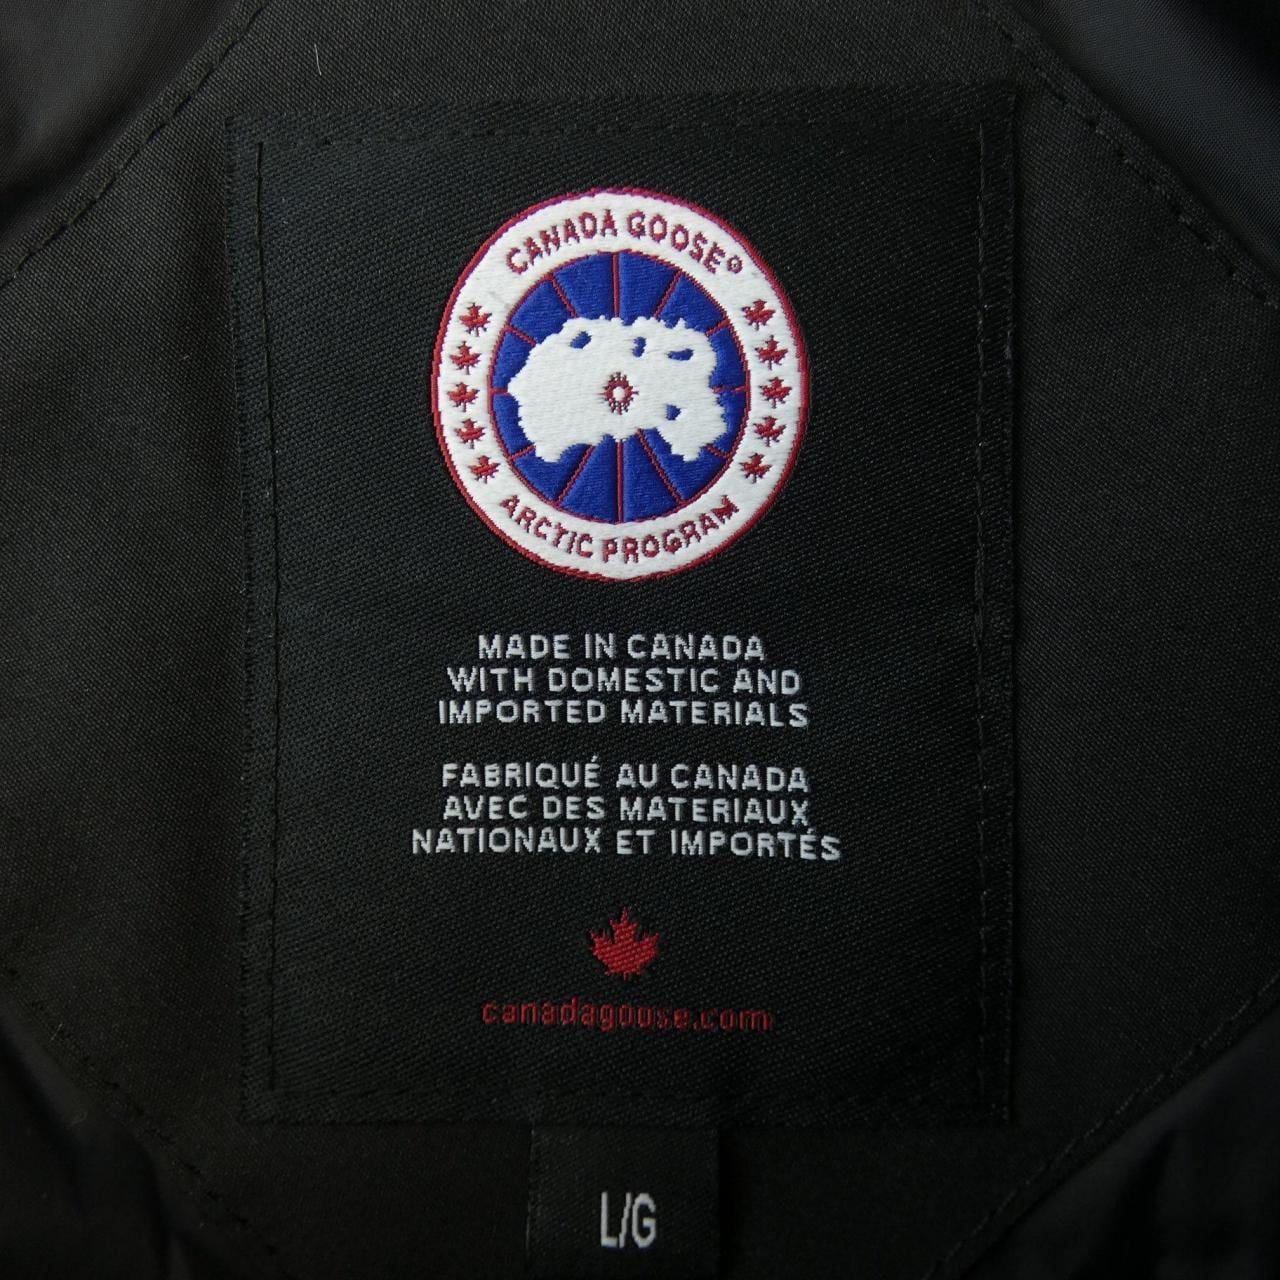 CANADA GOOSE®
ARCTIC PROGRAM
MADE IN CANADA
WITH DOMESTIC AND
IMPORTED MATERIALS
FABRIQUÉ AU CANADA
AVEC DES MATERIAUX
NATIONAUX ET IMPORTÉS
canadagoose.com
L/G